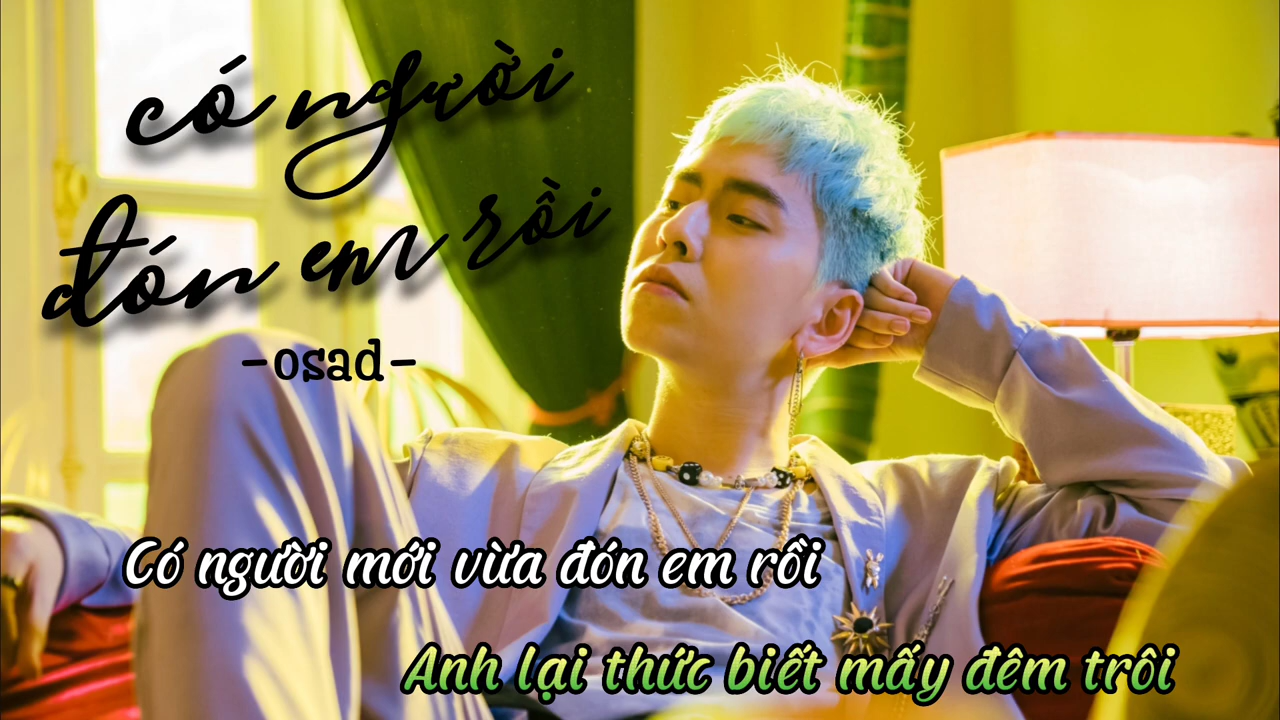 có người
đón em rồi
-osad-
Có người mới vừa đón em rồi
Anh lại thức biết mấy đêm trôi